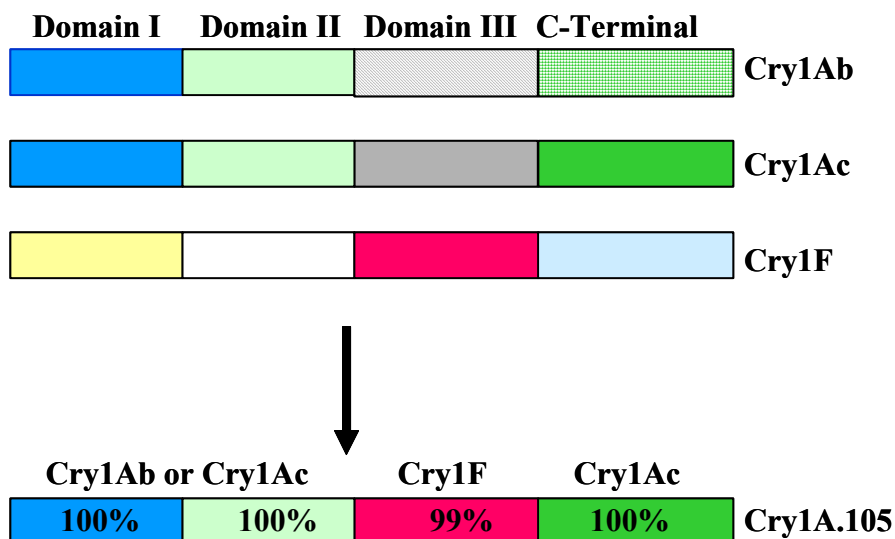 Domain I Domain II Domain III C-Terminal
Cry1Ab
Cry1Ac
Cry1F
Cry1Ab or Cry1Ac Cry1F Cry1Ac
100% 100% 99% 100% Cry1A.105